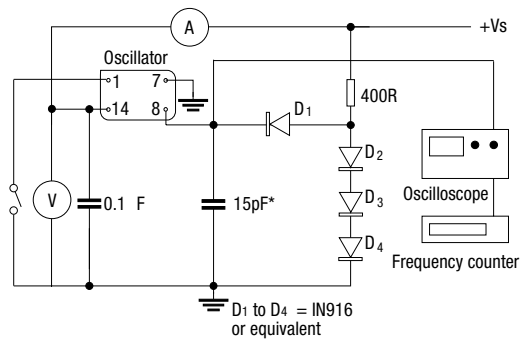 A
+Vs
Oscillator
1 7
14 8
400R
D1
D2
V
0.1 F
15pF*
D3
Oscilloscope
D4
Frequency counter
D1 to D4 = IN916
or equivalent